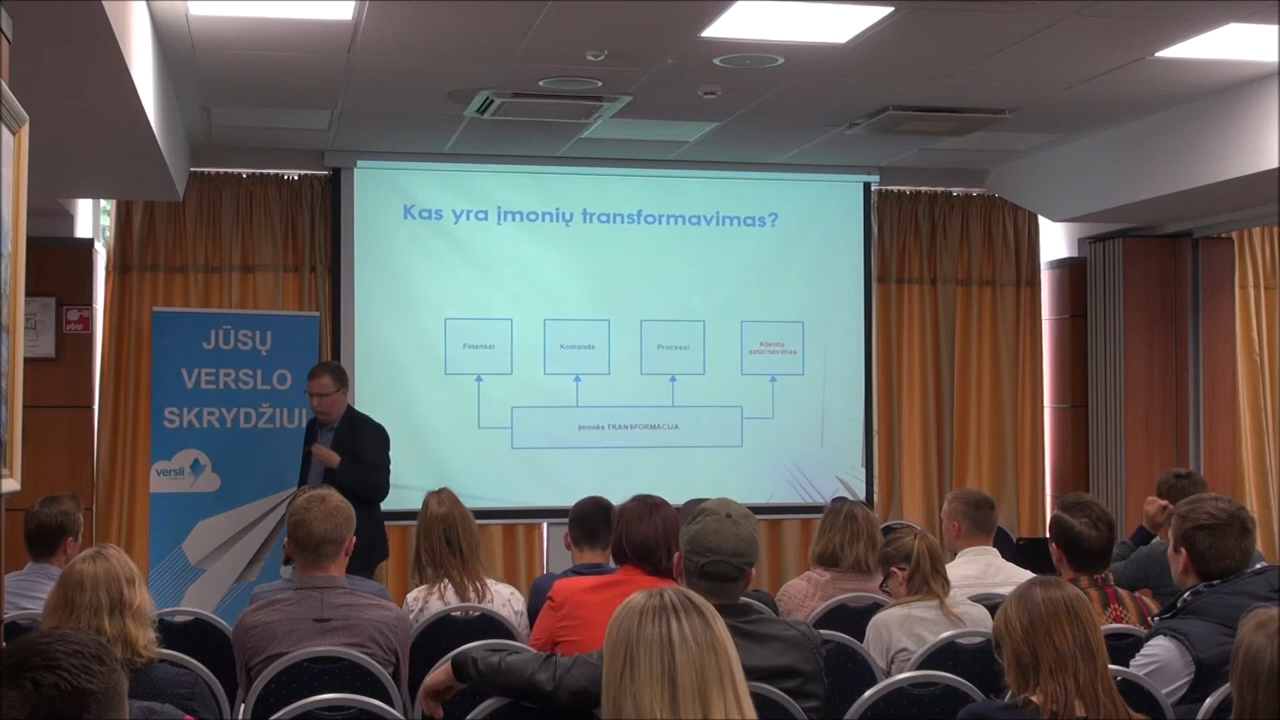 Kas yra įmonių transformavimas?
Finansai
Komanda
Procesai
Klientų
aptarnavimas
Įmonės TRANSFORMACIJA
JŪSŲ
VERSLO
SKRYDŽIUI
versli